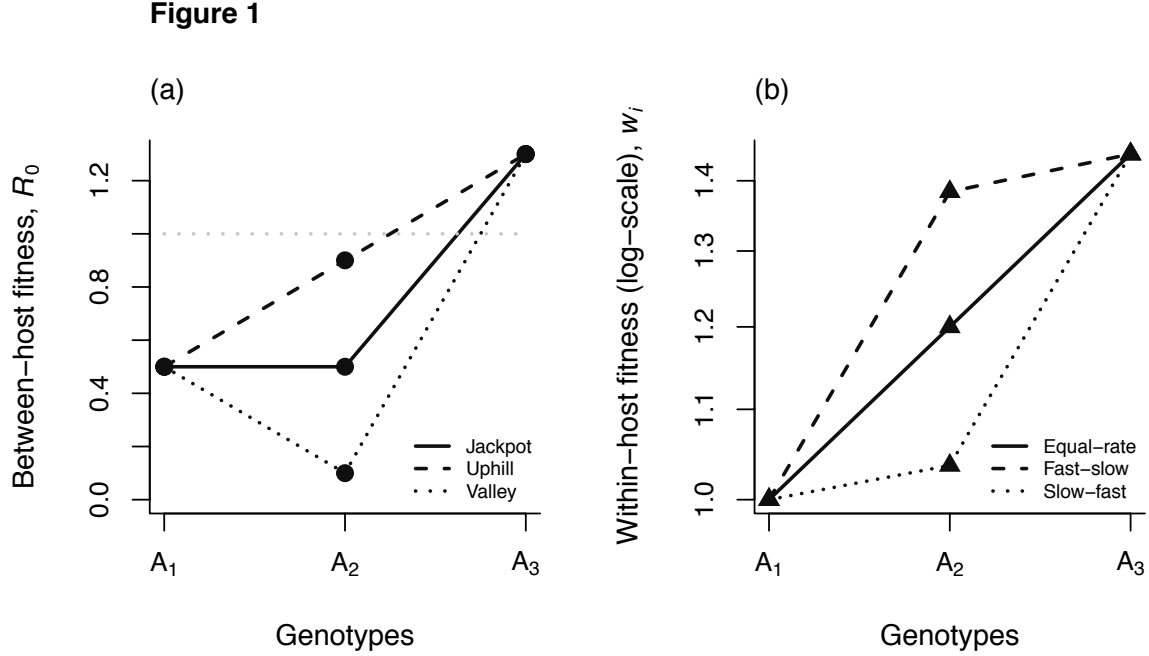 Figure 1
(a)
Between−host fitness, R0
1.2
0.8
0.4
0.0
Jackpot
Uphill
Valley
A1 A2 A3
Genotypes
(b)
Within−host fitness (log−scale), wi
1.4
1.3
1.2
1.1
1.0
Equal−rate
Fast−slow
Slow−fast
A1 A2 A3
Genotypes